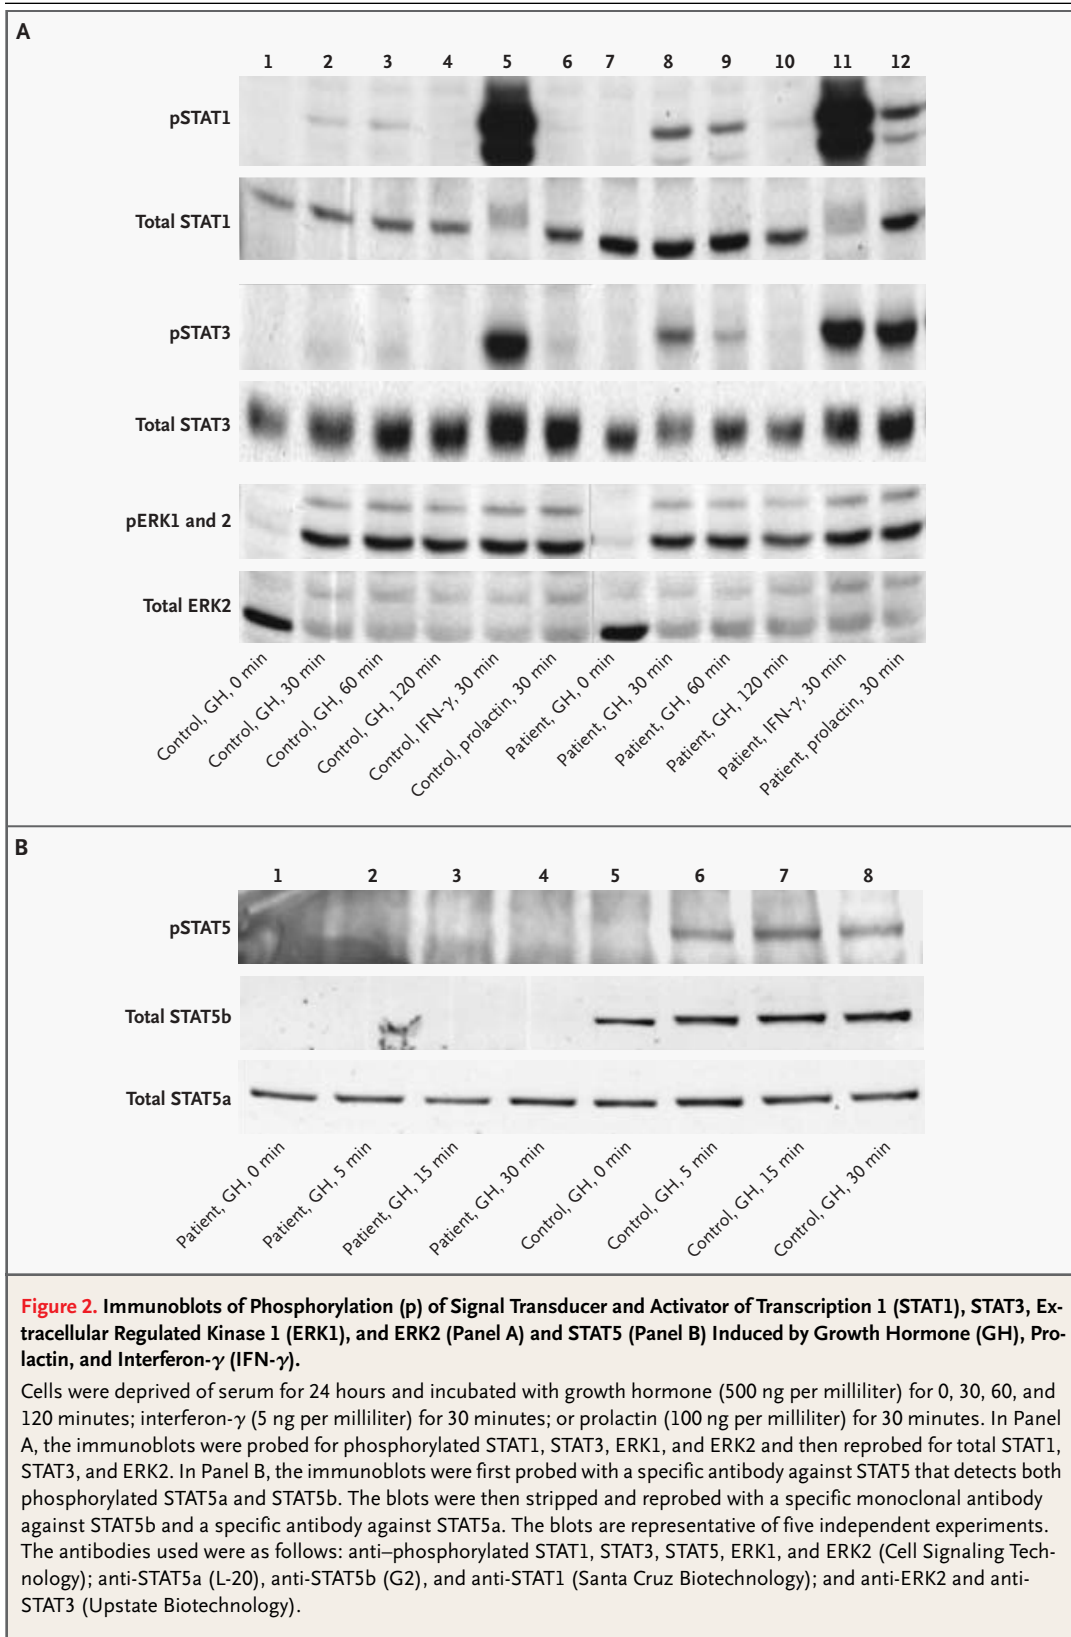 A
1 2 3 4 5 6 7 8 9 10 11 12
pSTAT1
Total STAT1
pSTAT3
Total STAT3
pERK1 and 2
Total ERK2
Control, GH, 0 min
Control, GH, 30 min
Control, GH, 60 min
Control, GH, 120 min
Control, IFN-γ, 30 min
Control, prolactin, 30 min
Patient, GH, 0 min
Patient, GH, 30 min
Patient, GH, 60 min
Patient, GH, 120 min
Patient, IFN-γ, 30 min
Patient, prolactin, 30 min
B
1 2 3 4 5 6 7 8
pSTAT5
Total STAT5b
Total STAT5a
Patient, GH, 0 min
Patient, GH, 5 min
Patient, GH, 15 min
Patient, GH, 30 min
Control, GH, 0 min
Control, GH, 5 min
Control, GH, 15 min
Control, GH, 30 min
Figure 2. Immunoblots of Phosphorylation (p) of Signal Transducer and Activator of Transcription 1 (STAT1), STAT3, Ex-
tracellular Regulated Kinase 1 (ERK1), and ERK2 (Panel A) and STAT5 (Panel B) Induced by Growth Hormone (GH), Pro-
lactin, and Interferon-γ (IFN-γ).
Cells were deprived of serum for 24 hours and incubated with growth hormone (500 ng per milliliter) for 0, 30, 60, and
120 minutes; interferon-γ (5 ng per milliliter) for 30 minutes; or prolactin (100 ng per milliliter) for 30 minutes. In Panel
A, the immunoblots were probed for phosphorylated STAT1, STAT3, ERK1, and ERK2 and then reprobed for total STAT1,
STAT3, and ERK2. In Panel B, the immunoblots were first probed with a specific antibody against STAT5 that detects both
phosphorylated STAT5a and STAT5b. The blots were then stripped and reprobed with a specific monoclonal antibody
against STAT5b and a specific antibody against STAT5a. The blots are representative of five independent experiments.
The antibodies used were as follows: anti–phosphorylated STAT1, STAT3, STAT5, ERK1, and ERK2 (Cell Signaling Tech-
nology); anti-STAT5a (L-20), anti-STAT5b (G2), and anti-STAT1 (Santa Cruz Biotechnology); and anti-ERK2 and anti-
STAT3 (Upstate Biotechnology).